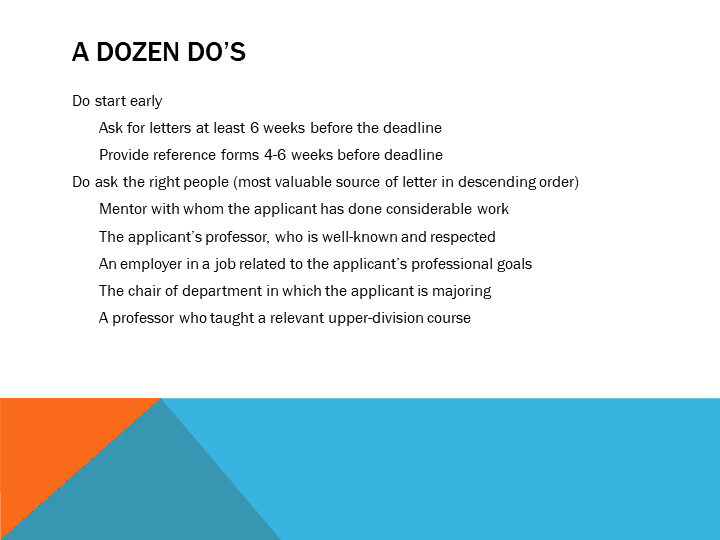 A DOZEN DO’S
Do start early
Ask for letters at least 6 weeks before the deadline
Provide reference forms 4-6 weeks before deadline
Do ask the right people (most valuable source of letter in descending order)
Mentor with whom the applicant has done considerable work
The applicant’s professor, who is well-known and respected
An employer in a job related to the applicant’s professional goals
The chair of department in which the applicant is majoring
A professor who taught a relevant upper-division course